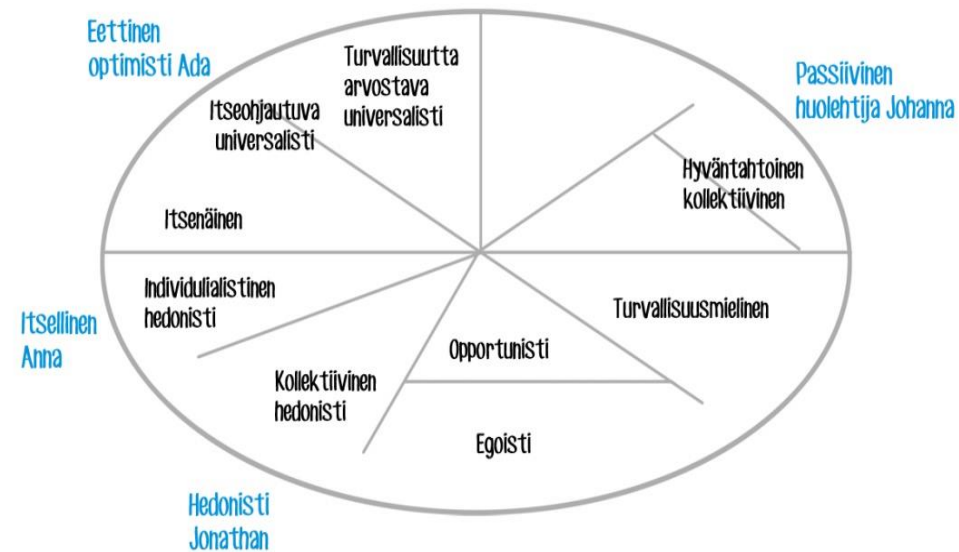 Eettinen
optimisti Ada
Turvallisuutta
arvostava
universalisti
Itseohjautuva
universalisti
Itsenäinen
Passiivinen
huolehtija Johanna
Hyväntahtoinen
kollektiivinen
Individulialistinen
hedonisti
Turvallisuusmielinen
Itsellinen
Anna
Opportunisti
Kollektiivinen
hedonisti
Egoisti
Hedonisti
Jonathan